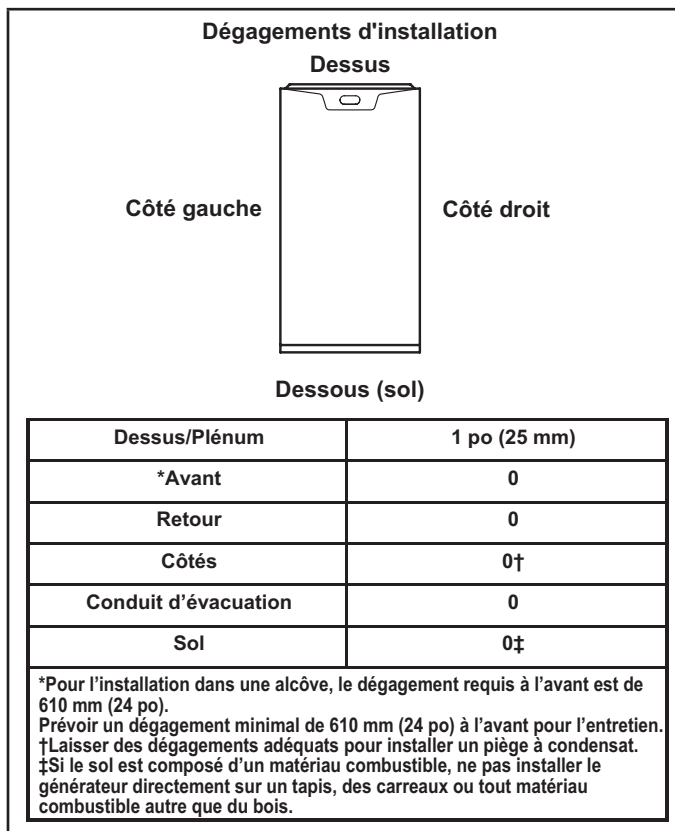 Dégagements d'installation
Dessus
Côté gauche
Côté droit
Dessous (sol)
Dessus/Plénum 1 po (25 mm)
*Avant 0
Retour 0
Côtés 0†
Conduit d’évacuation 0
Sol 0‡
*Pour l’installation dans une alcôve, le dégagement requis à l’avant est de
610 mm (24 po).
Prévoir un dégagement minimal de 610 mm (24 po) à l’avant pour l’entretien.
†Laisser des dégagements adéquats pour installer un piège à condensat.
‡Si le sol est composé d’un matériau combustible, ne pas installer le
générateur directement sur un tapis, des carreaux ou tout matériau
combustible autre que du bois.